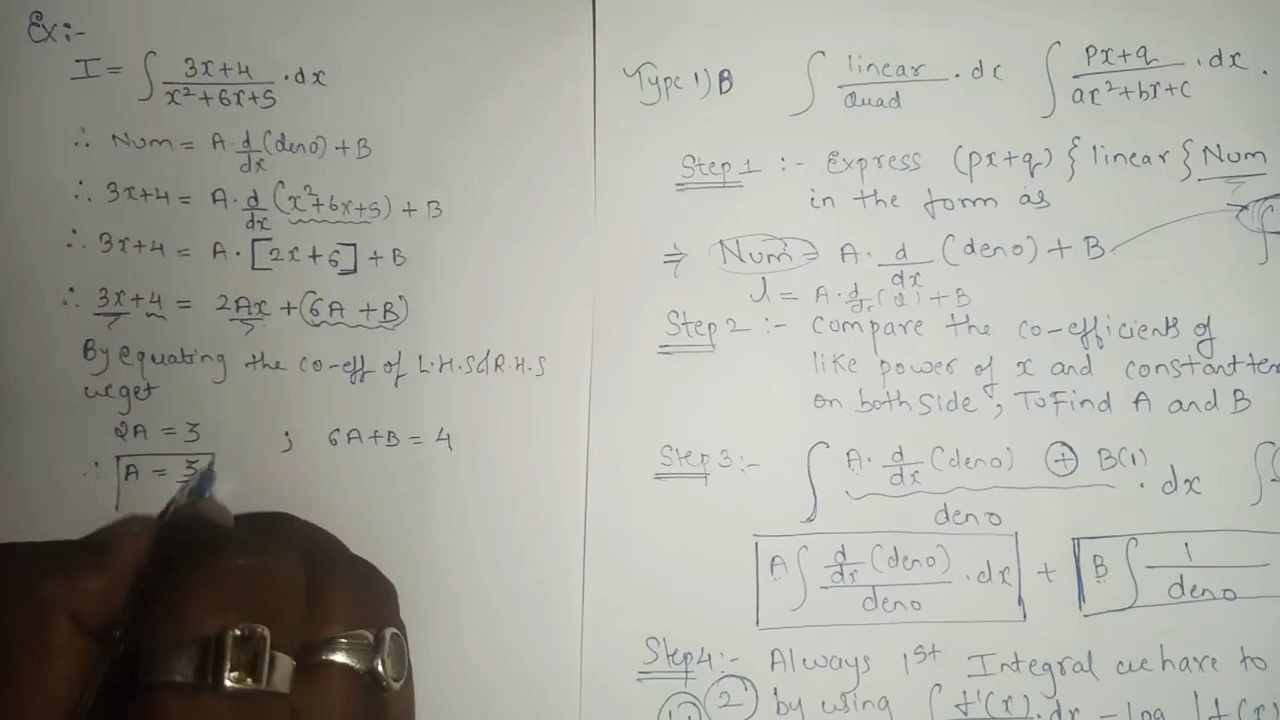 Ex:-
I = ∫ 3x+4 / x²+6x+5 . dx
∴ Num = A. d/dx (deno) + B
∴ 3x+4 = A. d/dx (x²+6x+5) + B
∴ 3x+4 = A. [2x+6] + B
∴ 3x+4 = 2Ax + (6A + B)
By equating the co-eff of L.H.S & R.H.S
we get
2A = 3 ; 6A+B = 4
∴ A = 3
Type 1) B ∫ linear / Quad . dx ∫ px+q / ax²+bx+c . dx .
Step 1 :- Express (px+q) { linear } Num
in the form as
⇒ Num = A. d/dx (deno) + B
Step 2 :- Compare the co-efficients of
like power of x and constant
on both side, To Find A and B
Step 3 :- ∫ A. d/dx (deno) + B(1) / deno . dx
A ∫ d/dx (deno) / deno . dx + B ∫ 1 / deno
Step 4 :- Always 1st Integral we have to
by using ∫ f'(x)